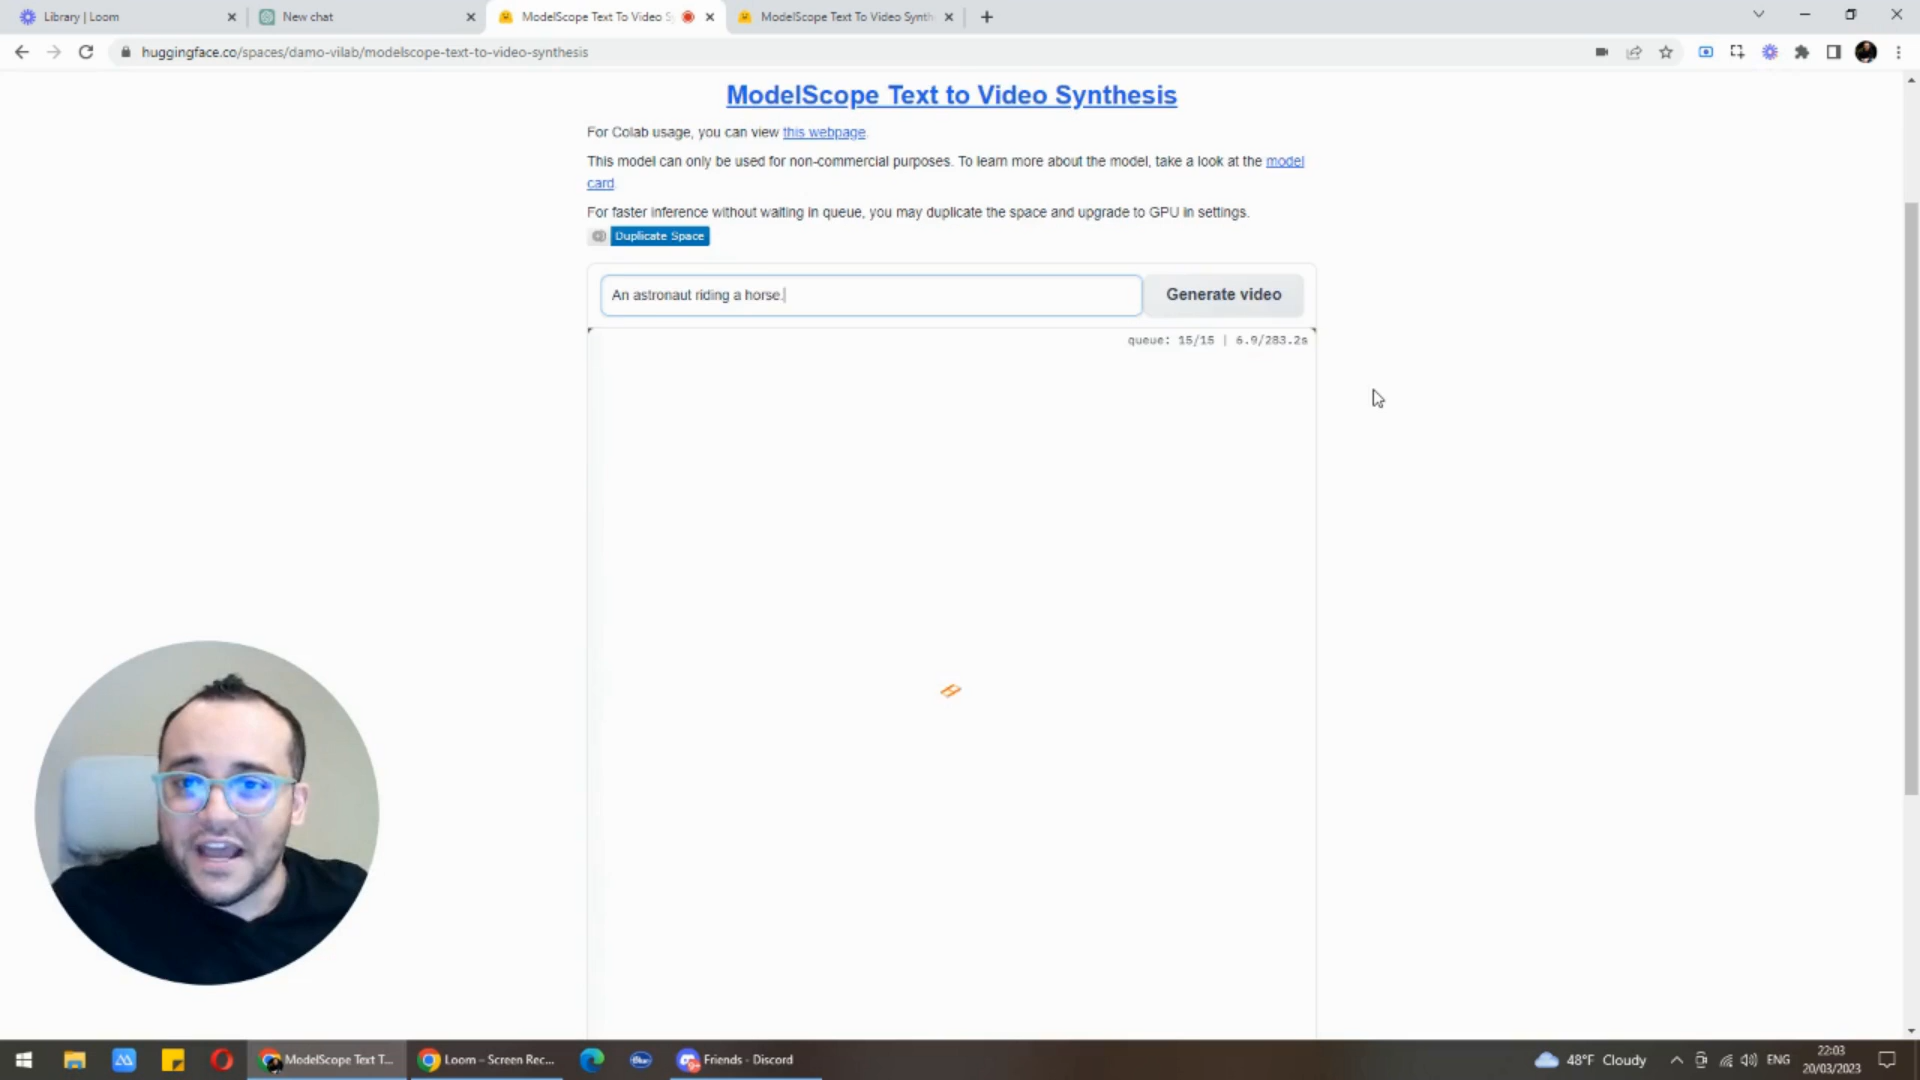 Library | Loom
New chat
ModelScope Text To Video S
ModelScope Text To Video Synth
huggingface.co/spaces/damo-vilab/modelscope-text-to-video-synthesis
ModelScope Text to Video Synthesis
For Colab usage, you can view this webpage.
This model can only be used for non-commercial purposes. To learn more about the model, take a look at the model
card.
For faster inference without waiting in queue, you may duplicate the space and upgrade to GPU in settings.
Duplicate Space
An astronaut riding a horse.
Generate video
queue: 15/15 | 6.9/283.2s
ModelScope Text T...
Loom – Screen Rec...
Friends - Discord
48°F Cloudy
ENG
22:03
20/03/2023